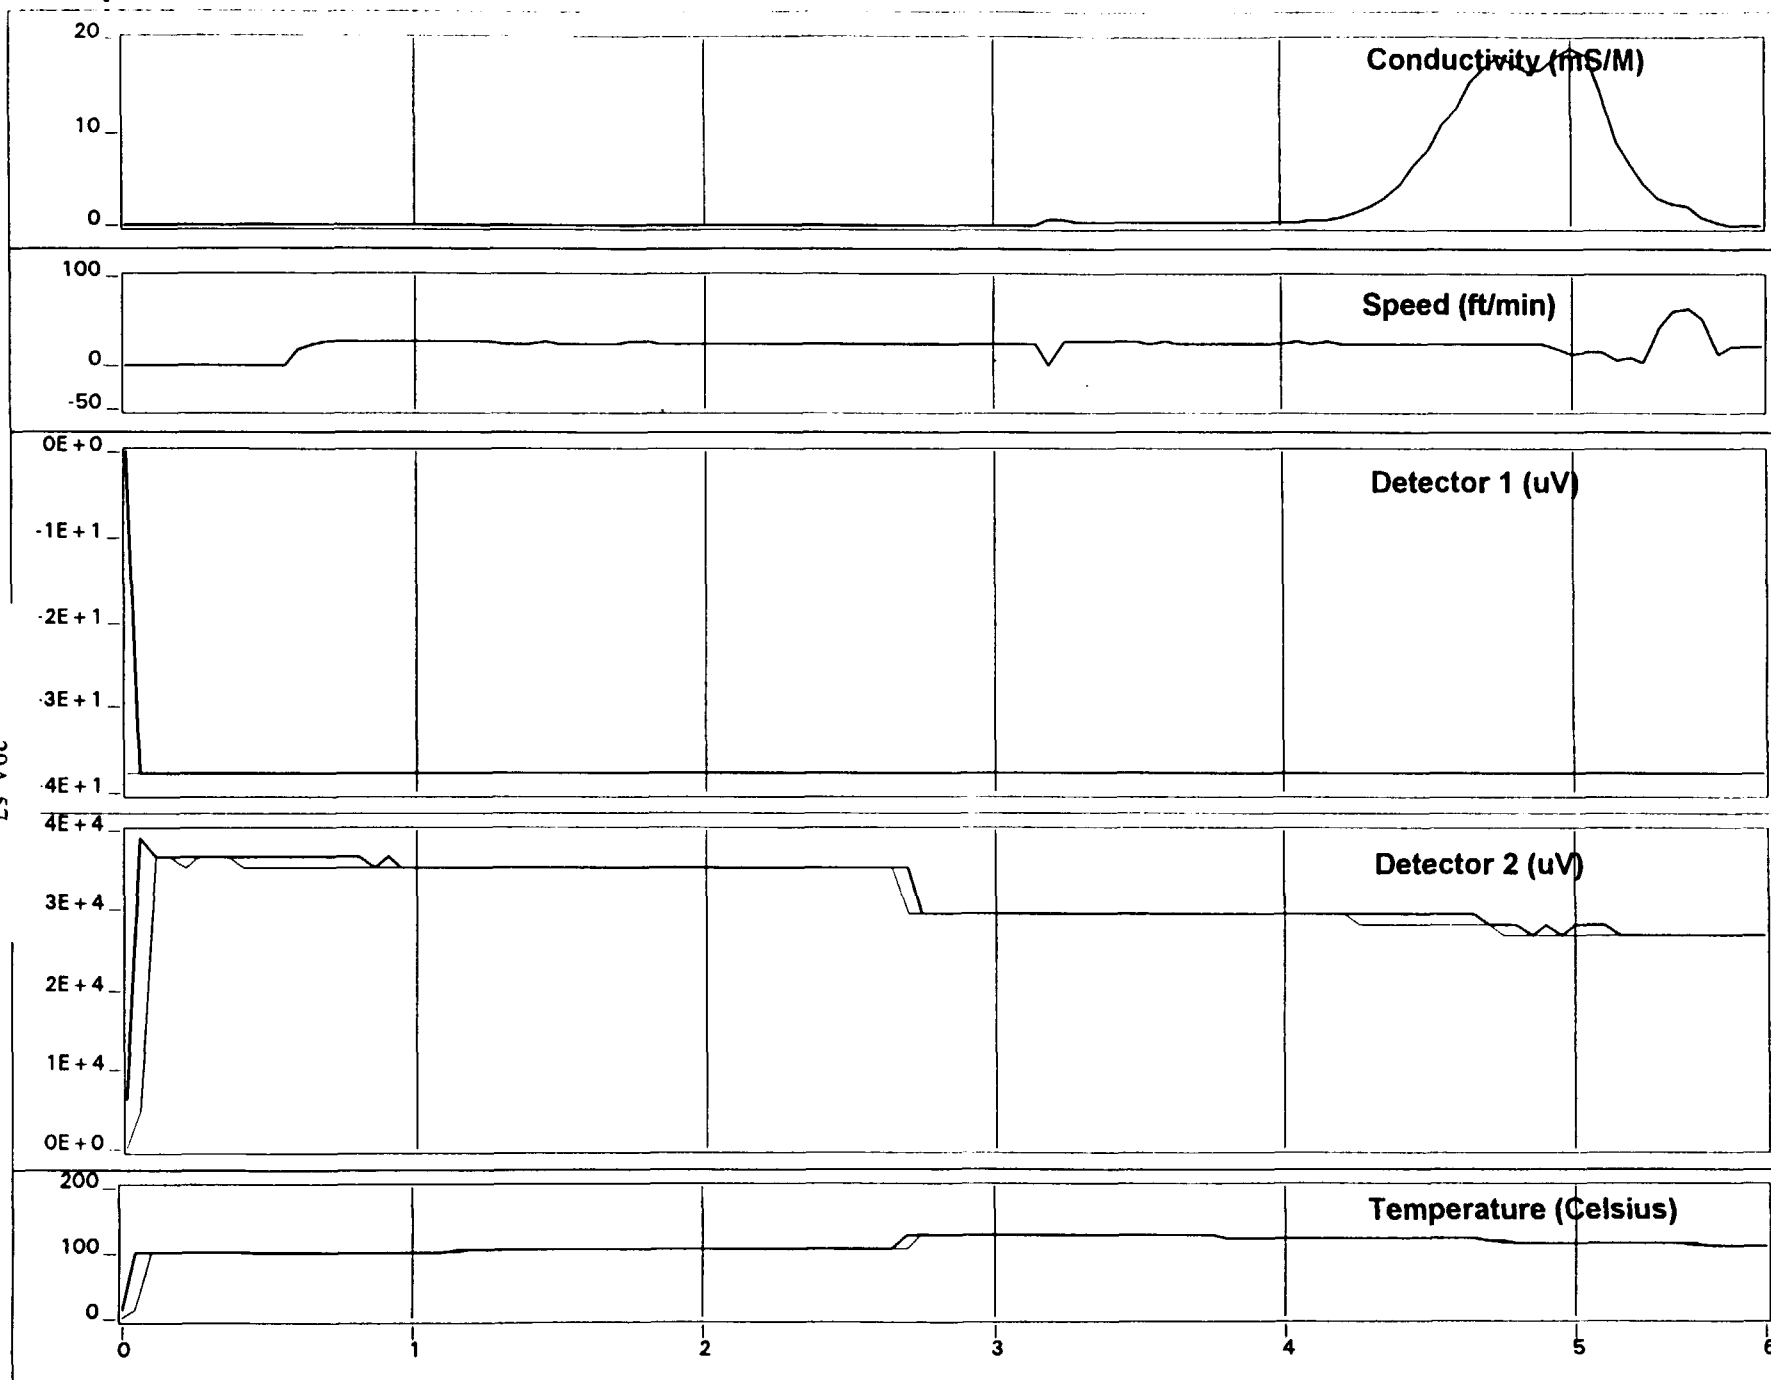 20
Conductivity (mS/M)
10
0
100
Speed (ft/min)
0
-50
0E+0
Detector 1 (uV)
-1E+1
-2E+1
-3E+1
-4E+1
4E+4
Detector 2 (uV)
3E+4
2E+4
1E+4
0E+0
200
Temperature (Celsius)
100
0
0 1 2 3 4 5 6